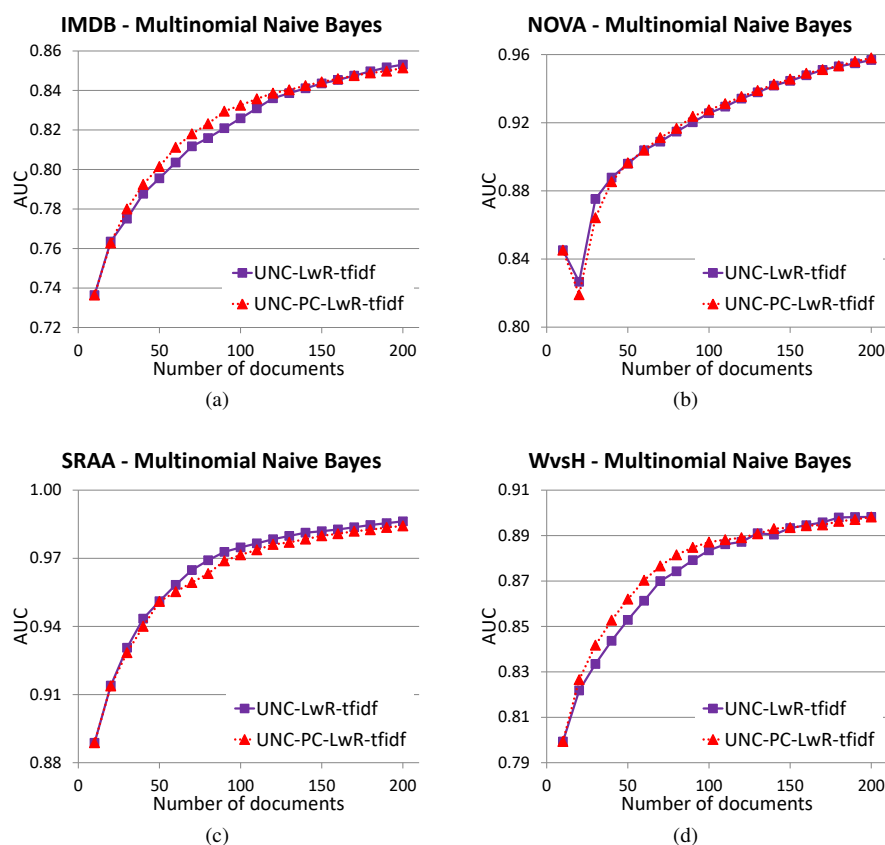 IMDB - Multinomial Naive Bayes
AUC
0.86
0.84
0.82
0.80
0.78
0.76
0.74
0.72
UNC-LwR-tfidf
UNC-PC-LwR-tfidf
0 50 100 150 200
Number of documents
(a)
NOVA - Multinomial Naive Bayes
AUC
0.96
0.92
0.88
0.84
0.80
UNC-LwR-tfidf
UNC-PC-LwR-tfidf
0 50 100 150 200
Number of documents
(b)
SRAA - Multinomial Naive Bayes
AUC
1.00
0.97
0.94
0.91
0.88
UNC-LwR-tfidf
UNC-PC-LwR-tfidf
0 50 100 150 200
Number of documents
(c)
WvsH - Multinomial Naive Bayes
AUC
0.91
0.89
0.87
0.85
0.83
0.81
0.79
UNC-LwR-tfidf
UNC-PC-LwR-tfidf
0 50 100 150 200
Number of documents
(d)